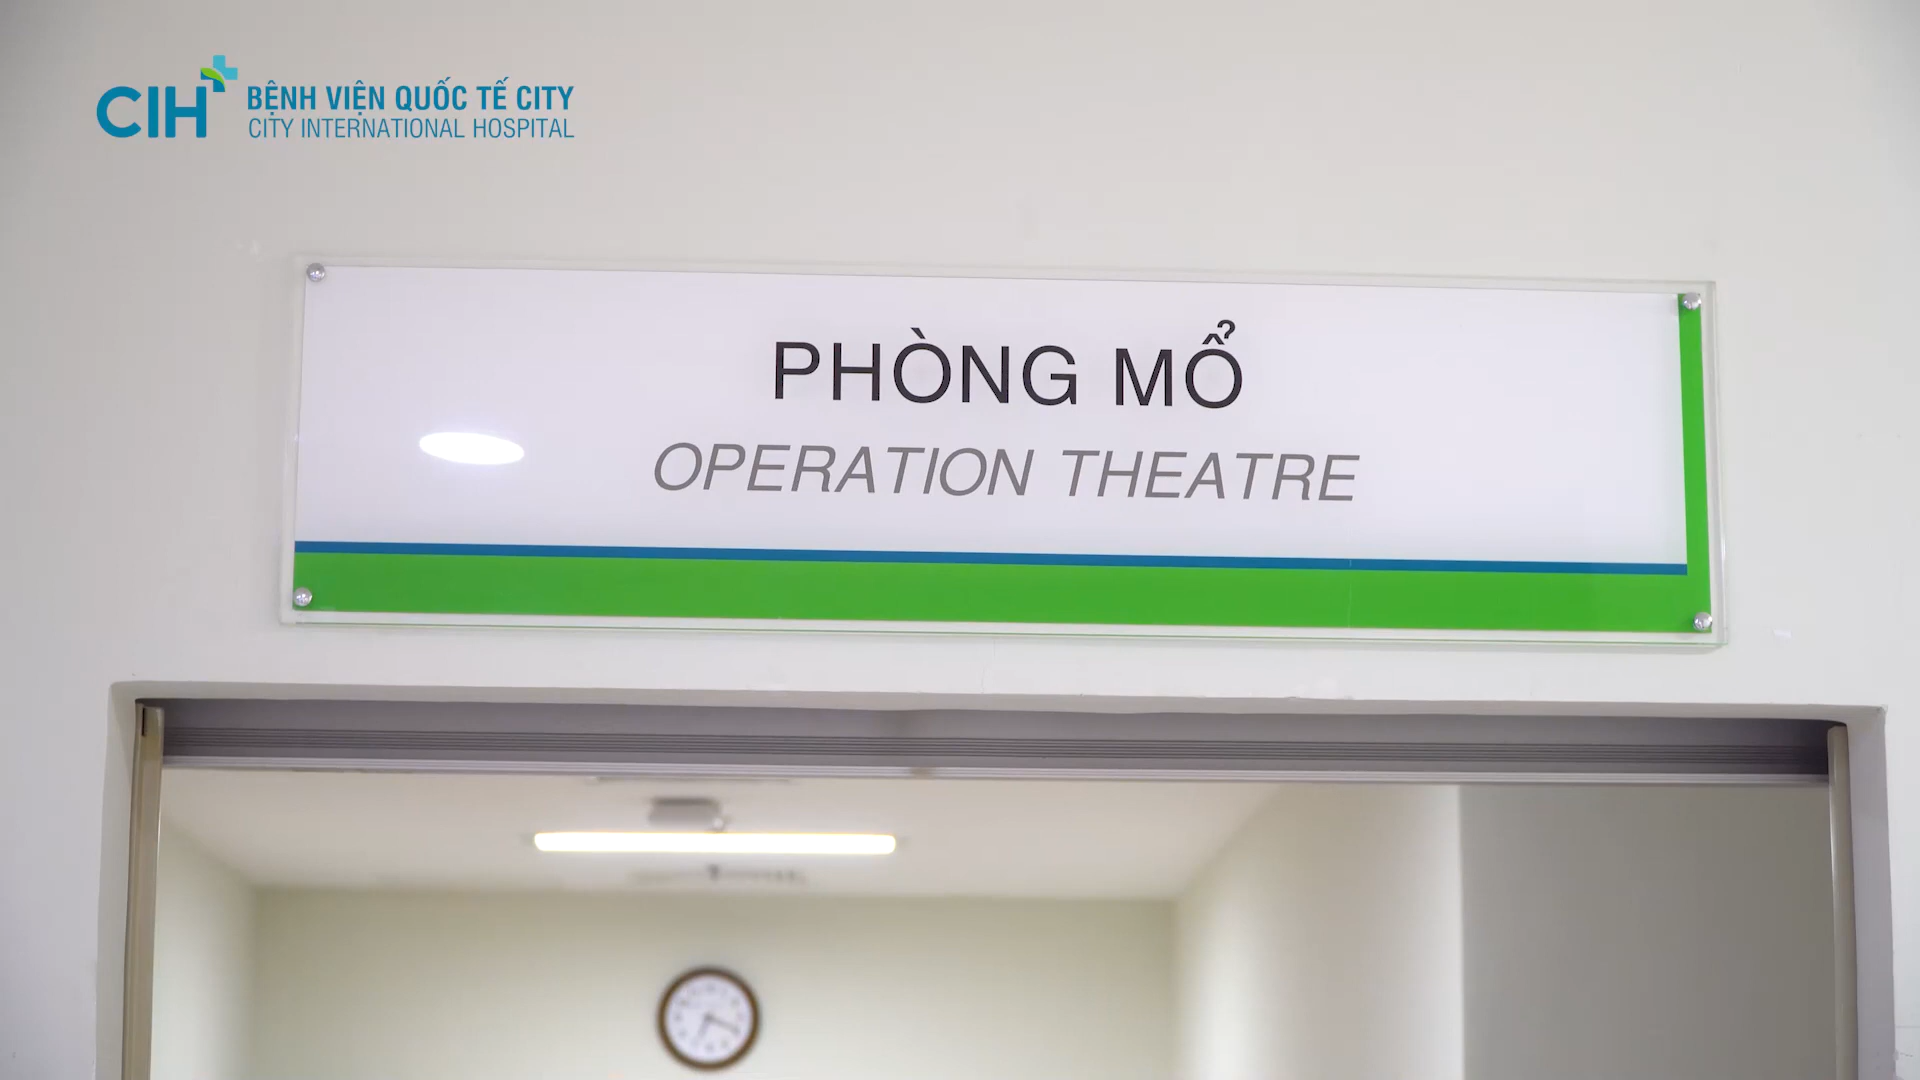 CIH
BỆNH VIỆN QUỐC TẾ CITY
CITY INTERNATIONAL HOSPITAL
PHÒNG MỔ
OPERATION THEATRE